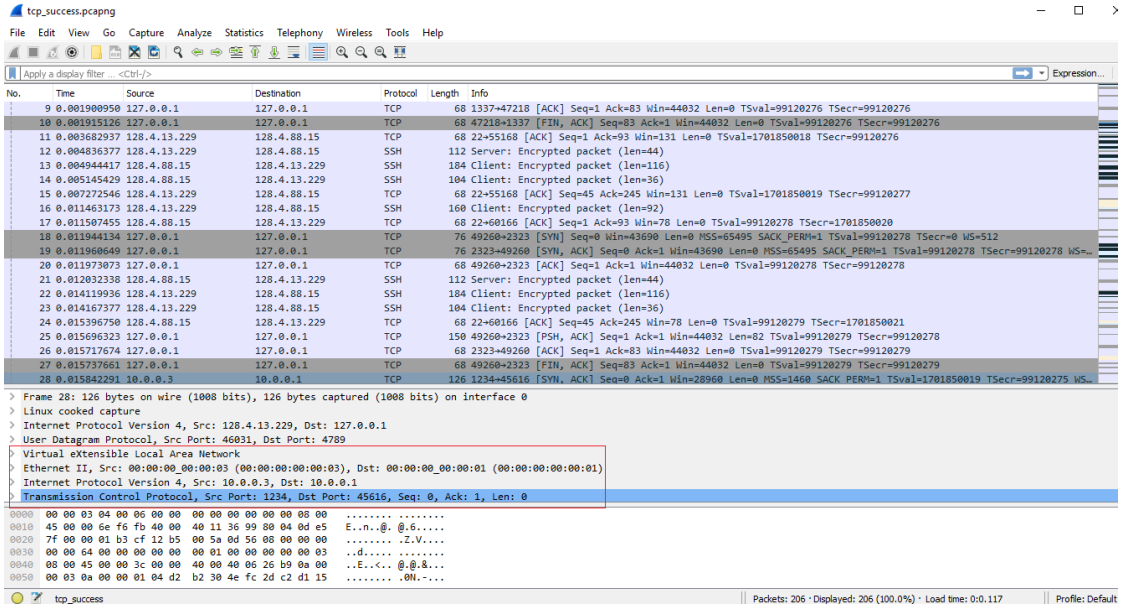 tcp_success.pcapng
File Edit View Go Capture Analyze Statistics Telephony Wireless Tools Help
Apply a display filter ... <Ctrl-/> Expression...
No. Time Source Destination Protocol Length Info
9 0.001900950 127.0.0.1 127.0.0.1 TCP 68 1337→47218 [ACK] Seq=1 Ack=83 Win=44032 Len=0 TSval=99120276 TSecr=99120276
10 0.001915126 127.0.0.1 127.0.0.1 TCP 68 47218→1337 [FIN, ACK] Seq=83 Ack=1 Win=44032 Len=0 TSval=99120276 TSecr=99120276
11 0.003682937 128.4.13.229 128.4.88.15 TCP 68 22→55168 [ACK] Seq=1 Ack=93 Win=131 Len=0 TSval=1701850018 TSecr=99120276
12 0.004836377 128.4.13.229 128.4.88.15 SSH 112 Server: Encrypted packet (len=44)
13 0.004944417 128.4.88.15 128.4.13.229 SSH 184 Client: Encrypted packet (len=116)
14 0.005145429 128.4.88.15 128.4.13.229 SSH 104 Client: Encrypted packet (len=36)
15 0.007272546 128.4.13.229 128.4.88.15 TCP 68 22→55168 [ACK] Seq=45 Ack=245 Win=131 Len=0 TSval=1701850019 TSecr=99120277
16 0.011463173 128.4.13.229 128.4.88.15 SSH 160 Client: Encrypted packet (len=92)
17 0.011507455 128.4.88.15 128.4.13.229 TCP 68 22→60166 [ACK] Seq=1 Ack=93 Win=78 Len=0 TSval=99120278 TSecr=1701850020
18 0.011944134 127.0.0.1 127.0.0.1 TCP 76 49260→2323 [SYN] Seq=0 Win=43690 Len=0 MSS=65495 SACK_PERM=1 TSval=99120278 TSecr=0 WS=512
19 0.011960649 127.0.0.1 127.0.0.1 TCP 76 2323→49260 [SYN, ACK] Seq=0 Ack=1 Win=43690 Len=0 MSS=65495 SACK_PERM=1 TSval=99120278 TSecr=99120278 WS=…
20 0.011973073 127.0.0.1 127.0.0.1 TCP 68 49260→2323 [ACK] Seq=1 Ack=1 Win=44032 Len=0 TSval=99120278 TSecr=99120278
21 0.012032338 128.4.88.15 128.4.13.229 SSH 112 Server: Encrypted packet (len=44)
22 0.014119936 128.4.13.229 128.4.88.15 SSH 184 Client: Encrypted packet (len=116)
23 0.014167377 128.4.13.229 128.4.88.15 SSH 104 Client: Encrypted packet (len=36)
24 0.015396750 128.4.88.15 128.4.13.229 TCP 68 22→60166 [ACK] Seq=45 Ack=245 Win=78 Len=0 TSval=99120279 TSecr=1701850021
25 0.015696323 127.0.0.1 127.0.0.1 TCP 150 49260→2323 [PSH, ACK] Seq=1 Ack=1 Win=44032 Len=82 TSval=99120279 TSecr=99120278
26 0.015717674 127.0.0.1 127.0.0.1 TCP 68 2323→49260 [ACK] Seq=1 Ack=83 Win=44032 Len=0 TSval=99120279 TSecr=99120279
27 0.015737661 127.0.0.1 127.0.0.1 TCP 68 49260→2323 [FIN, ACK] Seq=83 Ack=1 Win=44032 Len=0 TSval=99120279 TSecr=99120279
28 0.015842291 10.0.0.3 10.0.0.1 TCP 126 1234→45616 [SYN, ACK] Seq=0 Ack=1 Win=28960 Len=0 MSS=1460 SACK_PERM=1 TSval=1701850019 TSecr=99120275 WS…
> Frame 28: 126 bytes on wire (1008 bits), 126 bytes captured (1008 bits) on interface 0
> Linux cooked capture
> Internet Protocol Version 4, Src: 128.4.13.229, Dst: 127.0.0.1
> User Datagram Protocol, Src Port: 46031, Dst Port: 4789
> Virtual eXtensible Local Area Network
> Ethernet II, Src: 00:00:00_00:00:03 (00:00:00:00:00:03), Dst: 00:00:00_00:00:01 (00:00:00:00:00:01)
> Internet Protocol Version 4, Src: 10.0.0.3, Dst: 10.0.0.1
> Transmission Control Protocol, Src Port: 1234, Dst Port: 45616, Seq: 0, Ack: 1, Len: 0
0000 00 00 03 04 00 06 00 00 00 00 00 00 00 00 08 00 ........ ........
0010 45 00 00 6e f6 fb 40 00 40 11 36 99 80 04 0d e5 E..n..@. @.6.....
0020 7f 00 00 01 b3 cf 12 b5 00 5a 0d 56 08 00 00 00 ........ .Z.V....
0030 00 00 64 00 00 00 00 00 00 01 00 00 00 00 00 03 ..d..... ........
0040 08 00 45 00 00 3c 00 00 40 00 40 06 26 b9 0a 00 ..E..<.. @.@.&...
0050 00 03 0a 00 00 01 04 d2 b2 30 4e fc 2d c2 d1 15 ........ .0N.-...
tcp_success Packets: 206 · Displayed: 206 (100.0%) · Load time: 0:0.117 Profile: Default